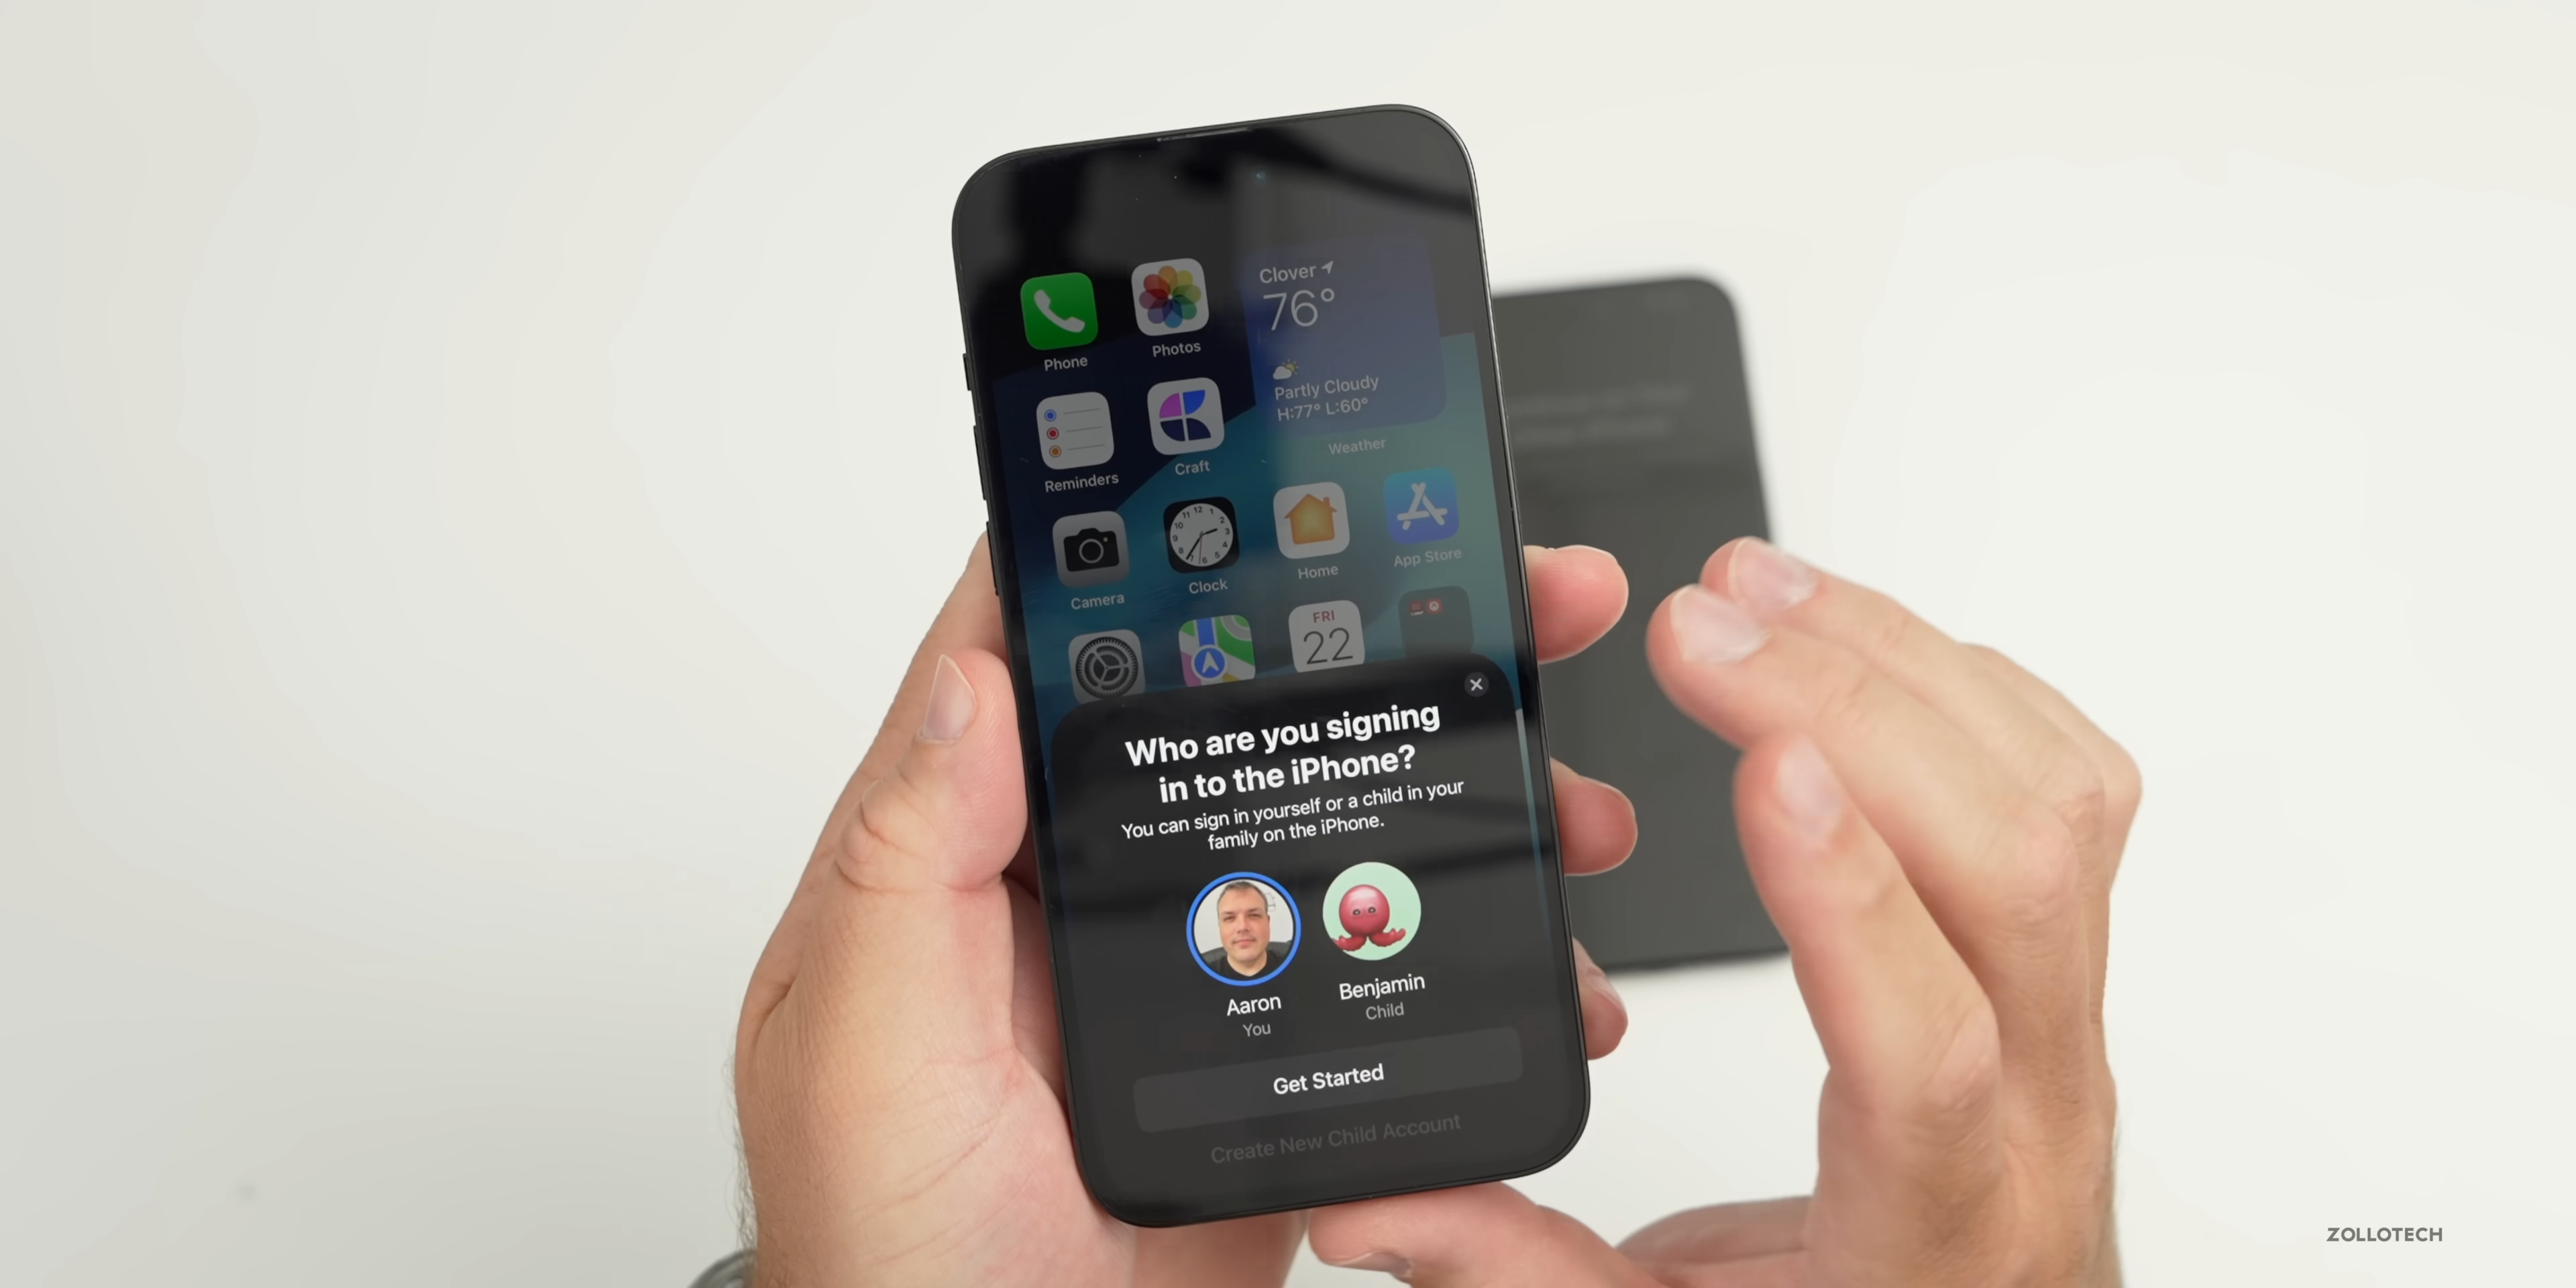 Clover
76°
Phone
Photos
Partly Cloudy
H:77° L:60°
Weather
Reminders
Craft
Camera
Clock
Home
App Store
FRI
22
Who are you signing
in to the iPhone?
You can sign in yourself or a child in your
family on the iPhone.
Aaron
You
Benjamin
Child
Get Started
Create New Child Account
ZOLLOTECH